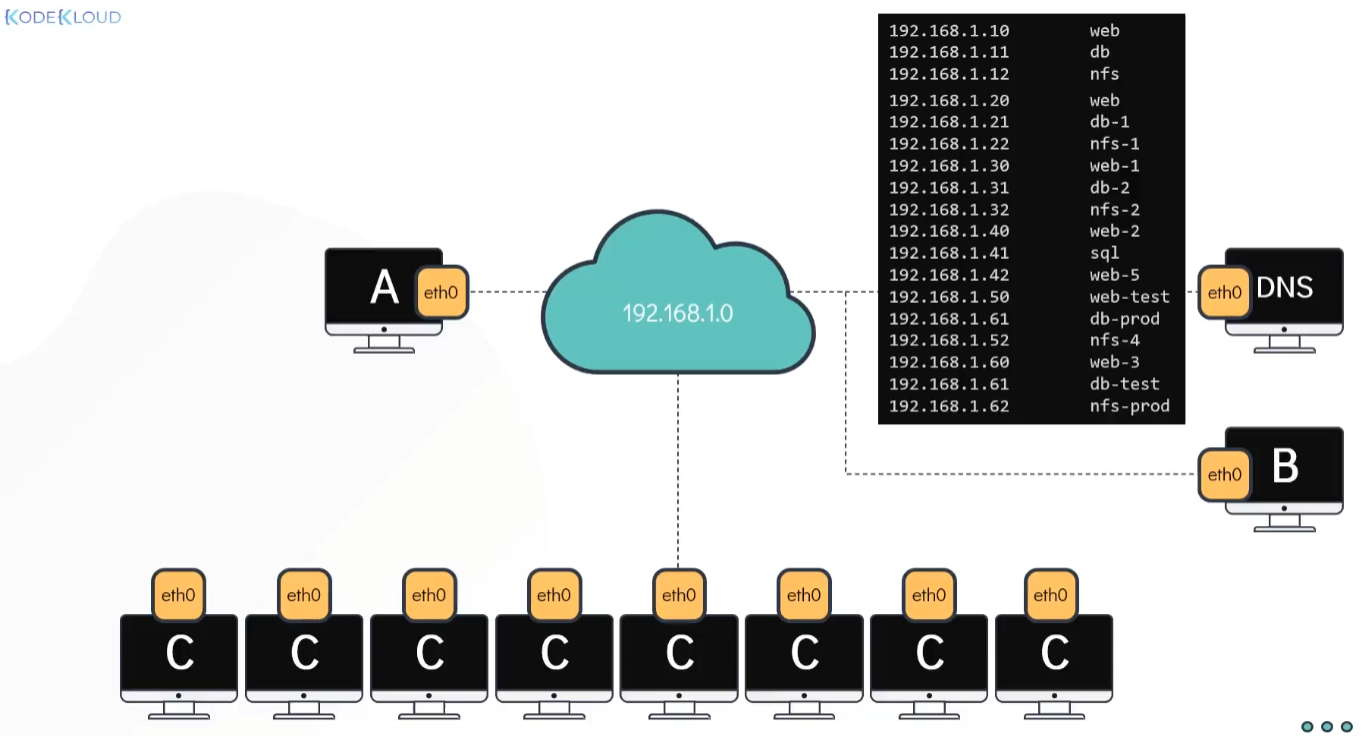 KODEKLOUD
192.168.1.10 web
192.168.1.11 db
192.168.1.12 nfs
192.168.1.20 web
192.168.1.21 db-1
192.168.1.22 nfs-1
192.168.1.30 web-1
192.168.1.31 db-2
192.168.1.32 nfs-2
192.168.1.40 web-2
192.168.1.41 sql
192.168.1.42 web-5
192.168.1.50 web-test
192.168.1.61 db-prod
192.168.1.52 nfs-4
192.168.1.60 web-3
192.168.1.61 db-test
192.168.1.62 nfs-prod
A
eth0
192.168.1.0
eth0
DNS
eth0
B
eth0 eth0 eth0 eth0 eth0 eth0 eth0 eth0
C C C C C C C C